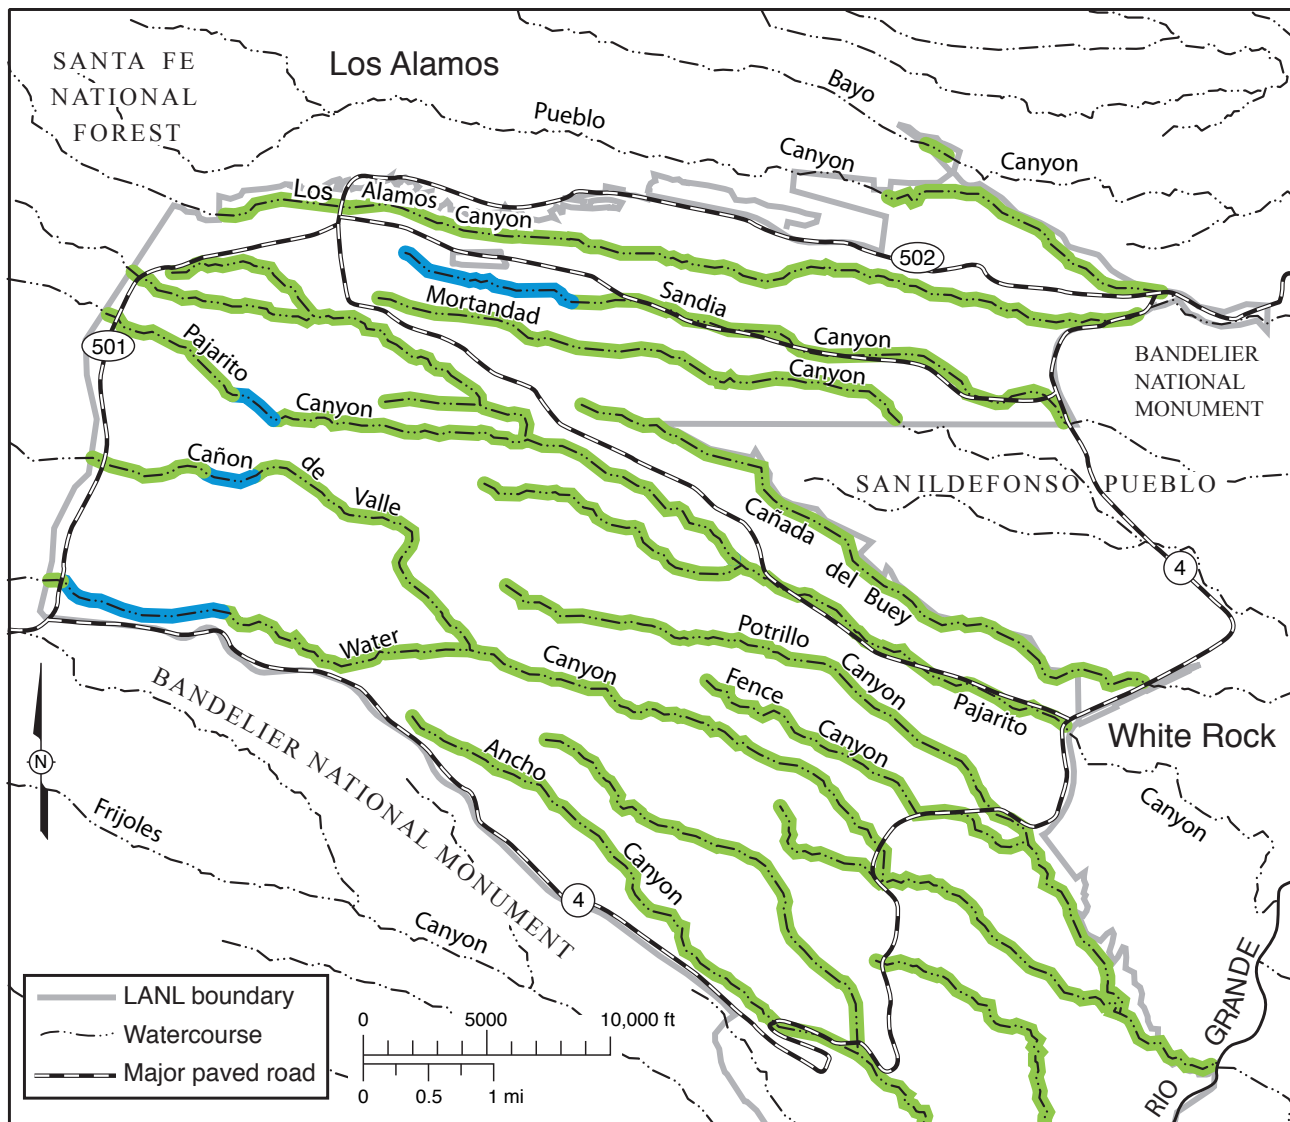 SANTA FE
NATIONAL
FOREST
Los Alamos
Bayo
Canyon
Pueblo
Canyon
Los Alamos Canyon
502
Sandia
Canyon
Mortandad
Canyon
501
Pajarito
Canyon
BANDELIER
NATIONAL
MONUMENT
Cañon de Valle
SAN ILDEFONSO PUEBLO
Cañada del Buey
4
Water
Canyon
Potrillo
Canyon
Fence
Canyon
Pajarito
White Rock
Canyon
BANDELIER NATIONAL MONUMENT
Ancho
Canyon
N
Frijoles
Canyon
4
RIO GRANDE
LANL boundary
Watercourse
Major paved road
0 5000 10,000 ft
0 0.5 1 mi